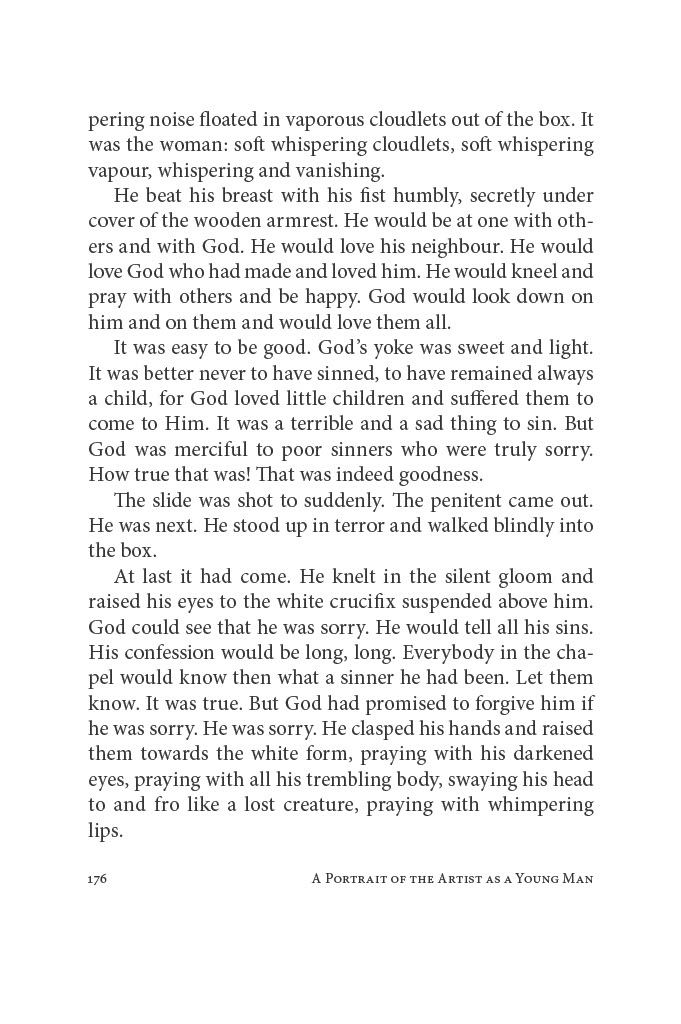 pering noise floated in vaporous cloudlets out of the box. It
was the woman: soft whispering cloudlets, soft whispering
vapour, whispering and vanishing.
He beat his breast with his fist humbly, secretly under
cover of the wooden armrest. He would be at one with oth-
ers and with God. He would love his neighbour. He would
love God who had made and loved him. He would kneel and
pray with others and be happy. God would look down on
him and on them and would love them all.
It was easy to be good. God’s yoke was sweet and light.
It was better never to have sinned, to have remained always
a child, for God loved little children and suffered them to
come to Him. It was a terrible and a sad thing to sin. But
God was merciful to poor sinners who were truly sorry.
How true that was! That was indeed goodness.
The slide was shot to suddenly. The penitent came out.
He was next. He stood up in terror and walked blindly into
the box.
At last it had come. He knelt in the silent gloom and
raised his eyes to the white crucifix suspended above him.
God could see that he was sorry. He would tell all his sins.
His confession would be long, long. Everybody in the cha-
pel would know then what a sinner he had been. Let them
know. It was true. But God had promised to forgive him if
he was sorry. He was sorry. He clasped his hands and raised
them towards the white form, praying with his darkened
eyes, praying with all his trembling body, swaying his head
to and fro like a lost creature, praying with whimpering
lips.
176 A Portrait of the Artist as a Young Man